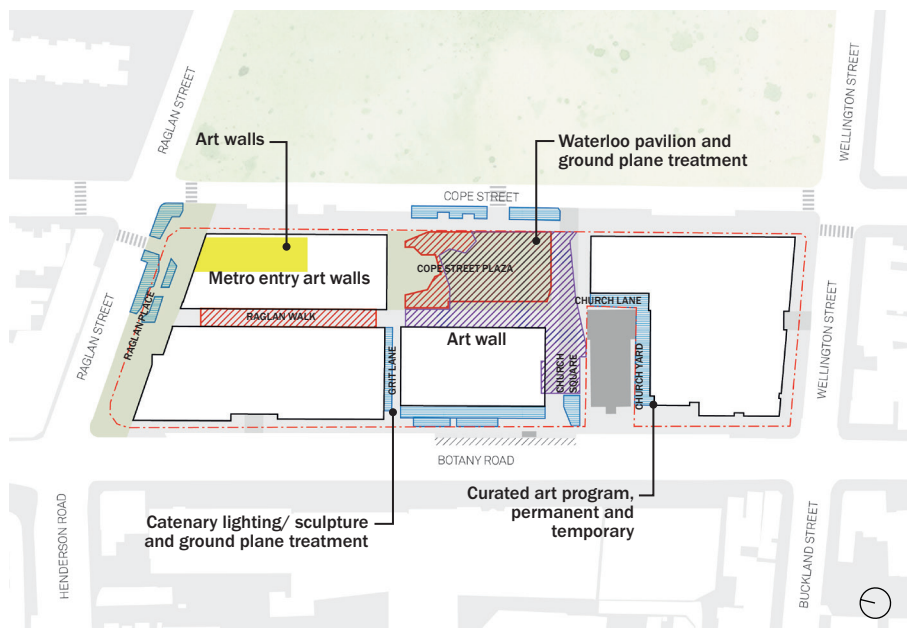 RAGLAN STREET
WELLINGTON STREET
Art walls
Waterloo pavilion and
ground plane treatment
COPE STREET
COPE STREET PLAZA
Metro entry art walls
CHURCH LANE
RAGLAN STREET
RAGLAN PLACE
RAGLAN WALK
WELLINGTON STREET
Art wall
GRIT LANE
CHURCH
SQUARE
CHURCH YARD
BOTANY ROAD
Curated art program,
permanent and
temporary
HENDERSON ROAD
Catenary lighting/ sculpture
and ground plane treatment
BUCKLAND STREET